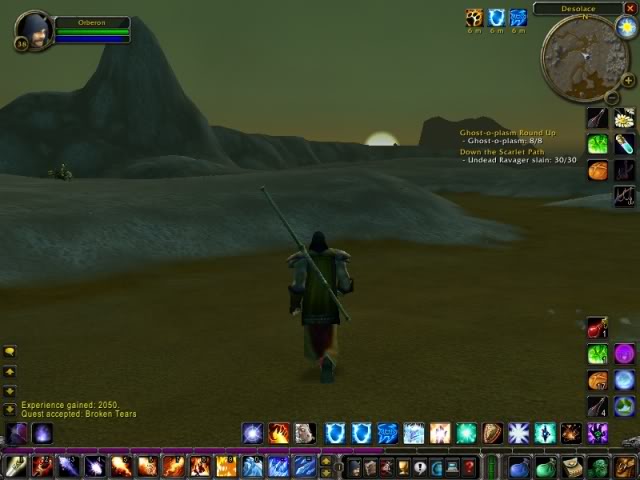 Orberon
38
6 m 6 m 6 m
Desolace
N
Ghost-o-plasm Round Up
- Ghost-o-plasm: 8/8
Down the Scarlet Path
- Undead Ravager slain: 30/30
Experience gained: 2050.
Quest accepted: Broken Tears